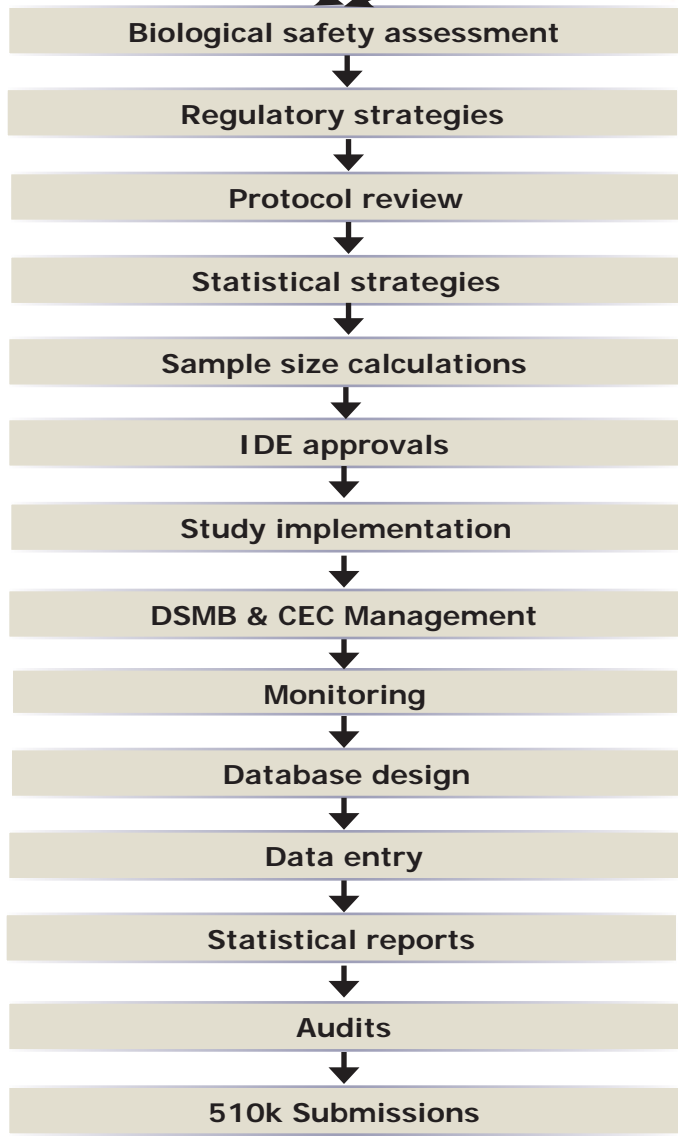 Biological safety assessment
Regulatory strategies
Protocol review
Statistical strategies
Sample size calculations
IDE approvals
Study implementation
DSMB & CEC Management
Monitoring
Database design
Data entry
Statistical reports
Audits
510k Submissions